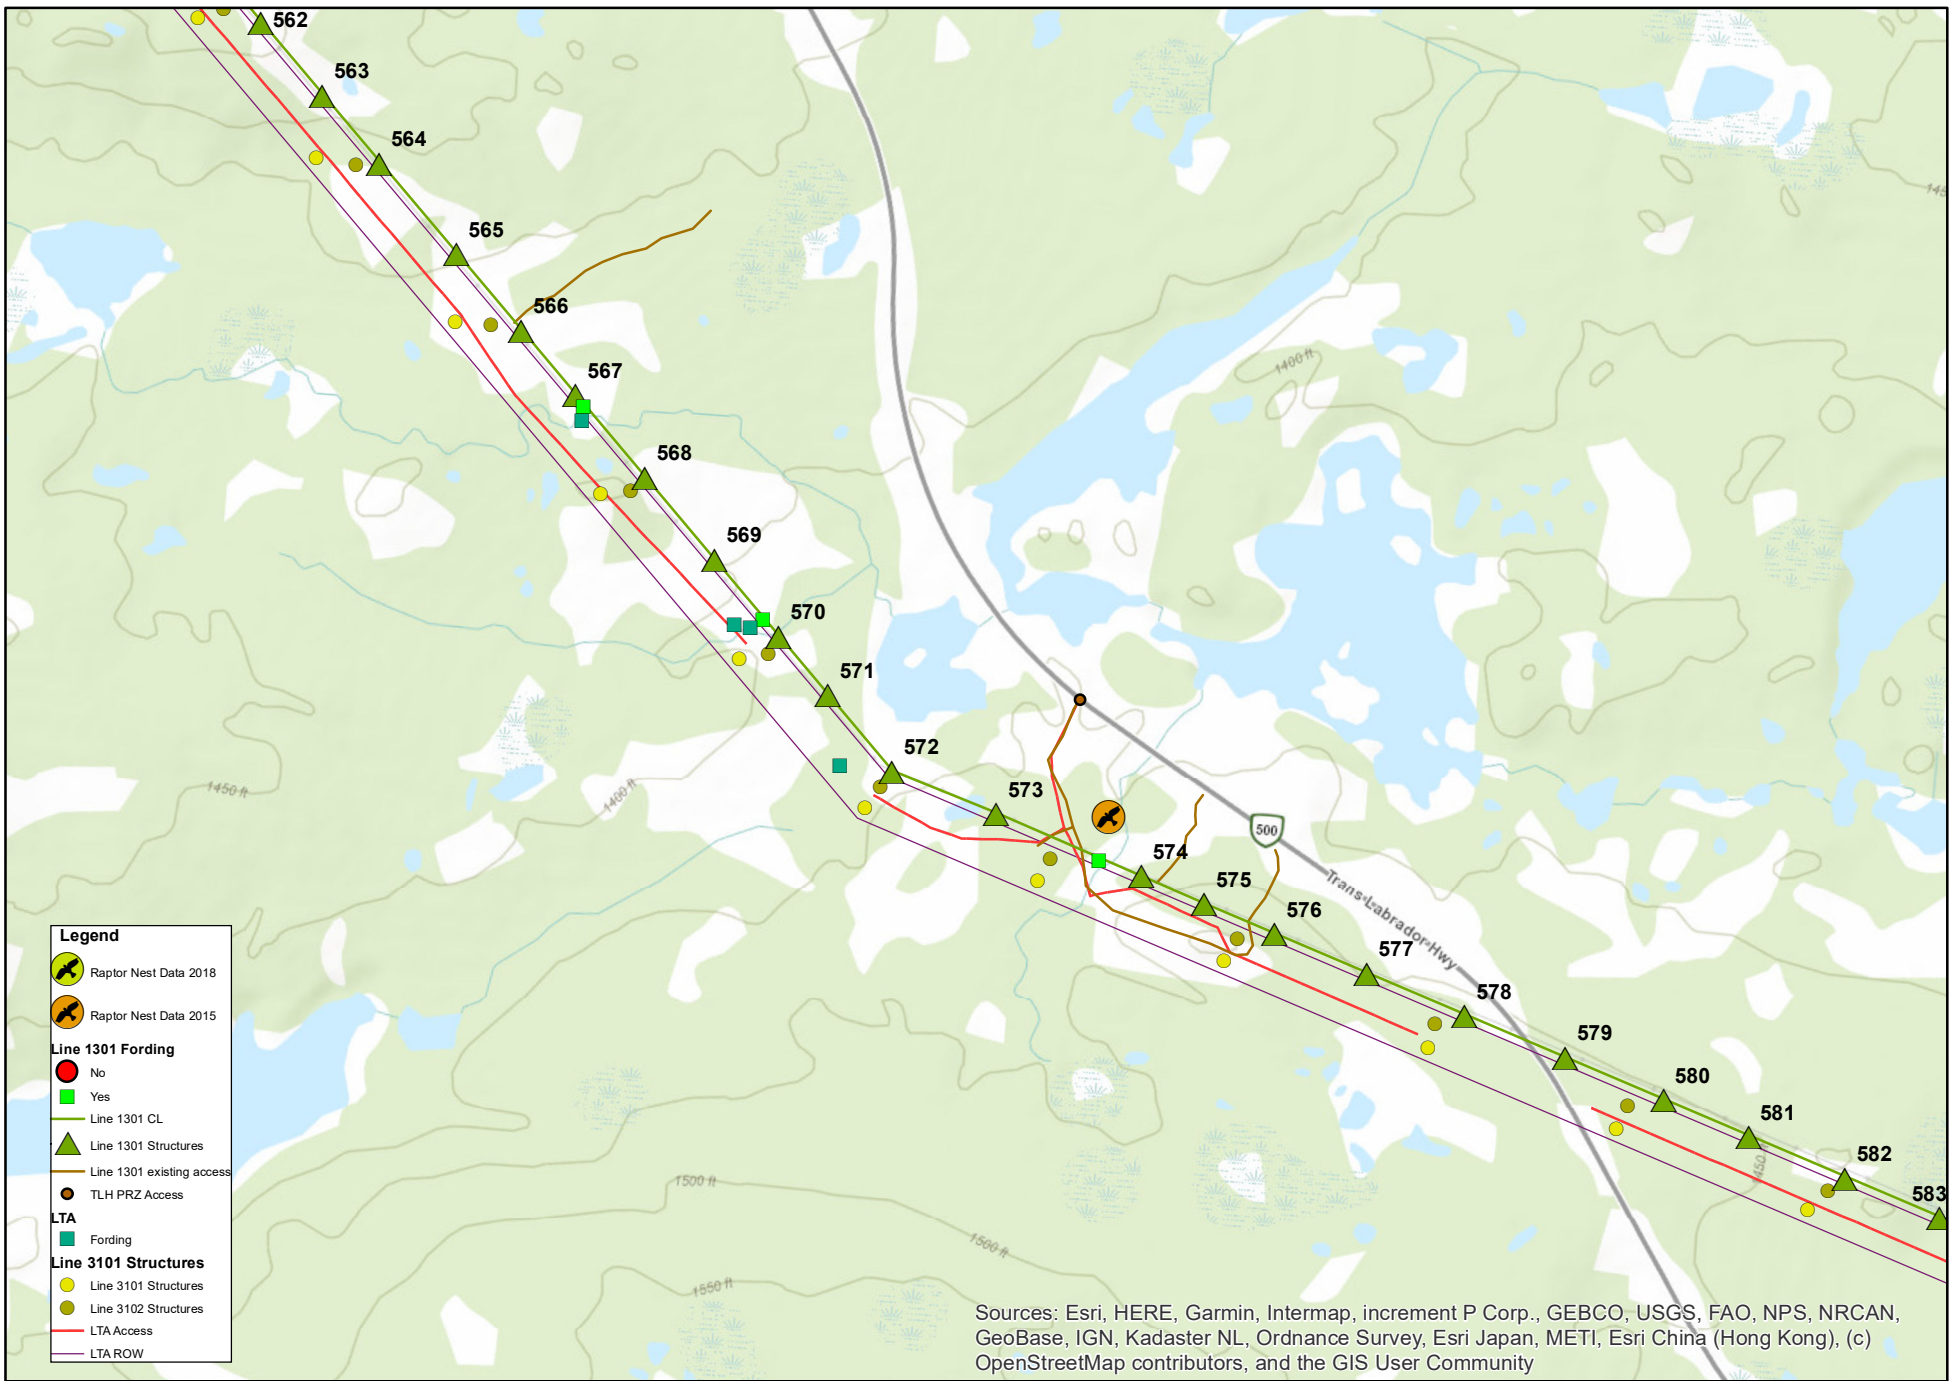 562
563
564
565
566
567
568
569
570
571
572
573
574
575
576
577
578
579
580
581
582
583
1400 ft
1450 ft
1400 ft
500
Trans-Labrador-Hwy
1500 ft
1500 ft
1550 ft
Legend
Raptor Nest Data 2018
Raptor Nest Data 2015
Line 1301 Fording
No
Yes
Line 1301 CL
Line 1301 Structures
Line 1301 existing access
TLH PRZ Access
LTA
Fording
Line 3101 Structures
Line 3101 Structures
Line 3102 Structures
LTA Access
LTA ROW
Sources: Esri, HERE, Garmin, Intermap, increment P Corp., GEBCO, USGS, FAO, NPS, NRCAN,
GeoBase, IGN, Kadaster NL, Ordnance Survey, Esri Japan, METI, Esri China (Hong Kong), (c)
OpenStreetMap contributors, and the GIS User Community